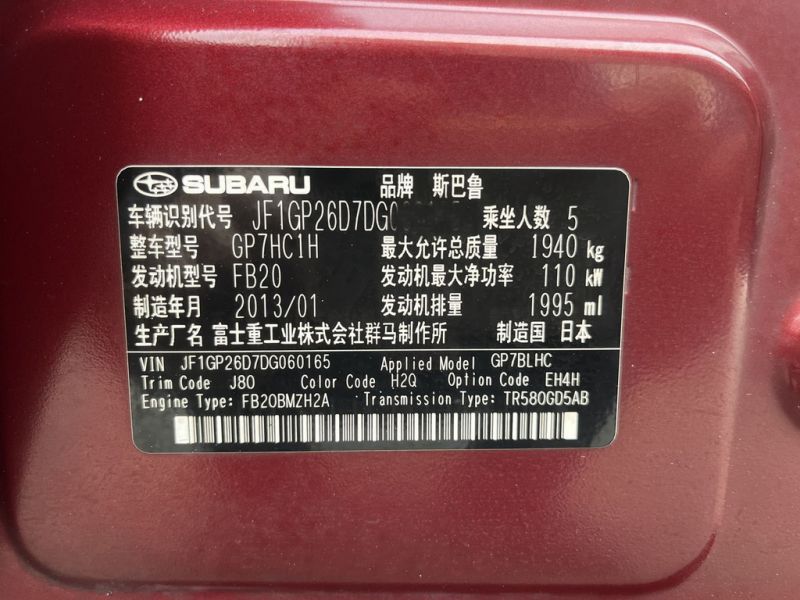 SUBARU 品牌 斯巴鲁
车辆识别代号 JF1GP26D7DG0 乘坐人数 5
整车型号 GP7HC1H 最大允许总质量 1940 kg
发动机型号 FB20 发动机最大净功率 110 kW
制造年月 2013/01 发动机排量 1995 ml
生产厂名 富士重工业株式会社群马制作所 制造国 日本
VIN JF1GP26D7DG060165 Applied Model GP7BLHC
Trim Code J80 Color Code H2Q Option Code EH4H
Engine Type: FB20BMZH2A Transmission Type: TR580GD5AB